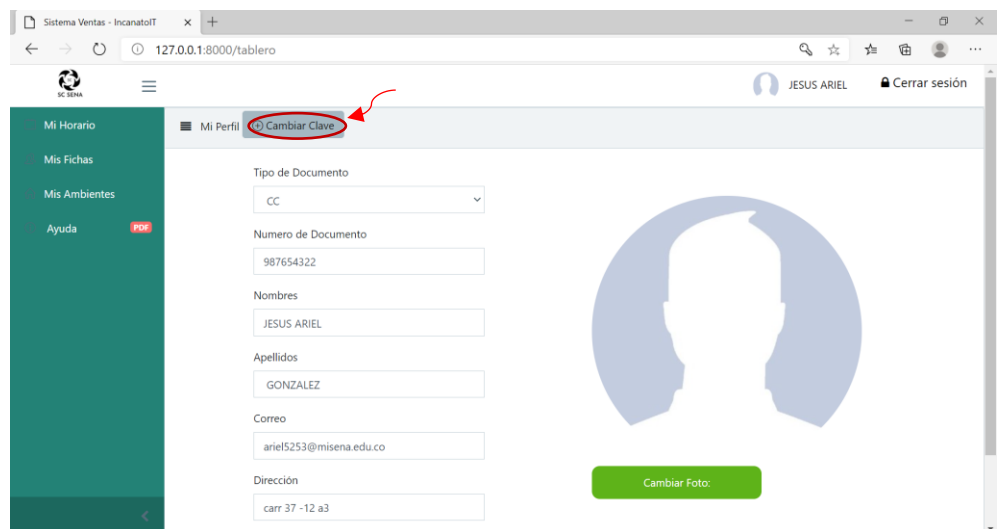 Sistema Ventas - IncanatoIT
127.0.0.1:8000/tablero
SC SENA
JESUS ARIEL
Cerrar sesión
Mi Horario
Mis Fichas
Mis Ambientes
Ayuda PDF
Mi Perfil
Cambiar Clave
Tipo de Documento
CC
Numero de Documento
987654322
Nombres
JESUS ARIEL
Apellidos
GONZALEZ
Correo
ariel5253@misena.edu.co
Dirección
carr 37 -12 a3
Cambiar Foto: